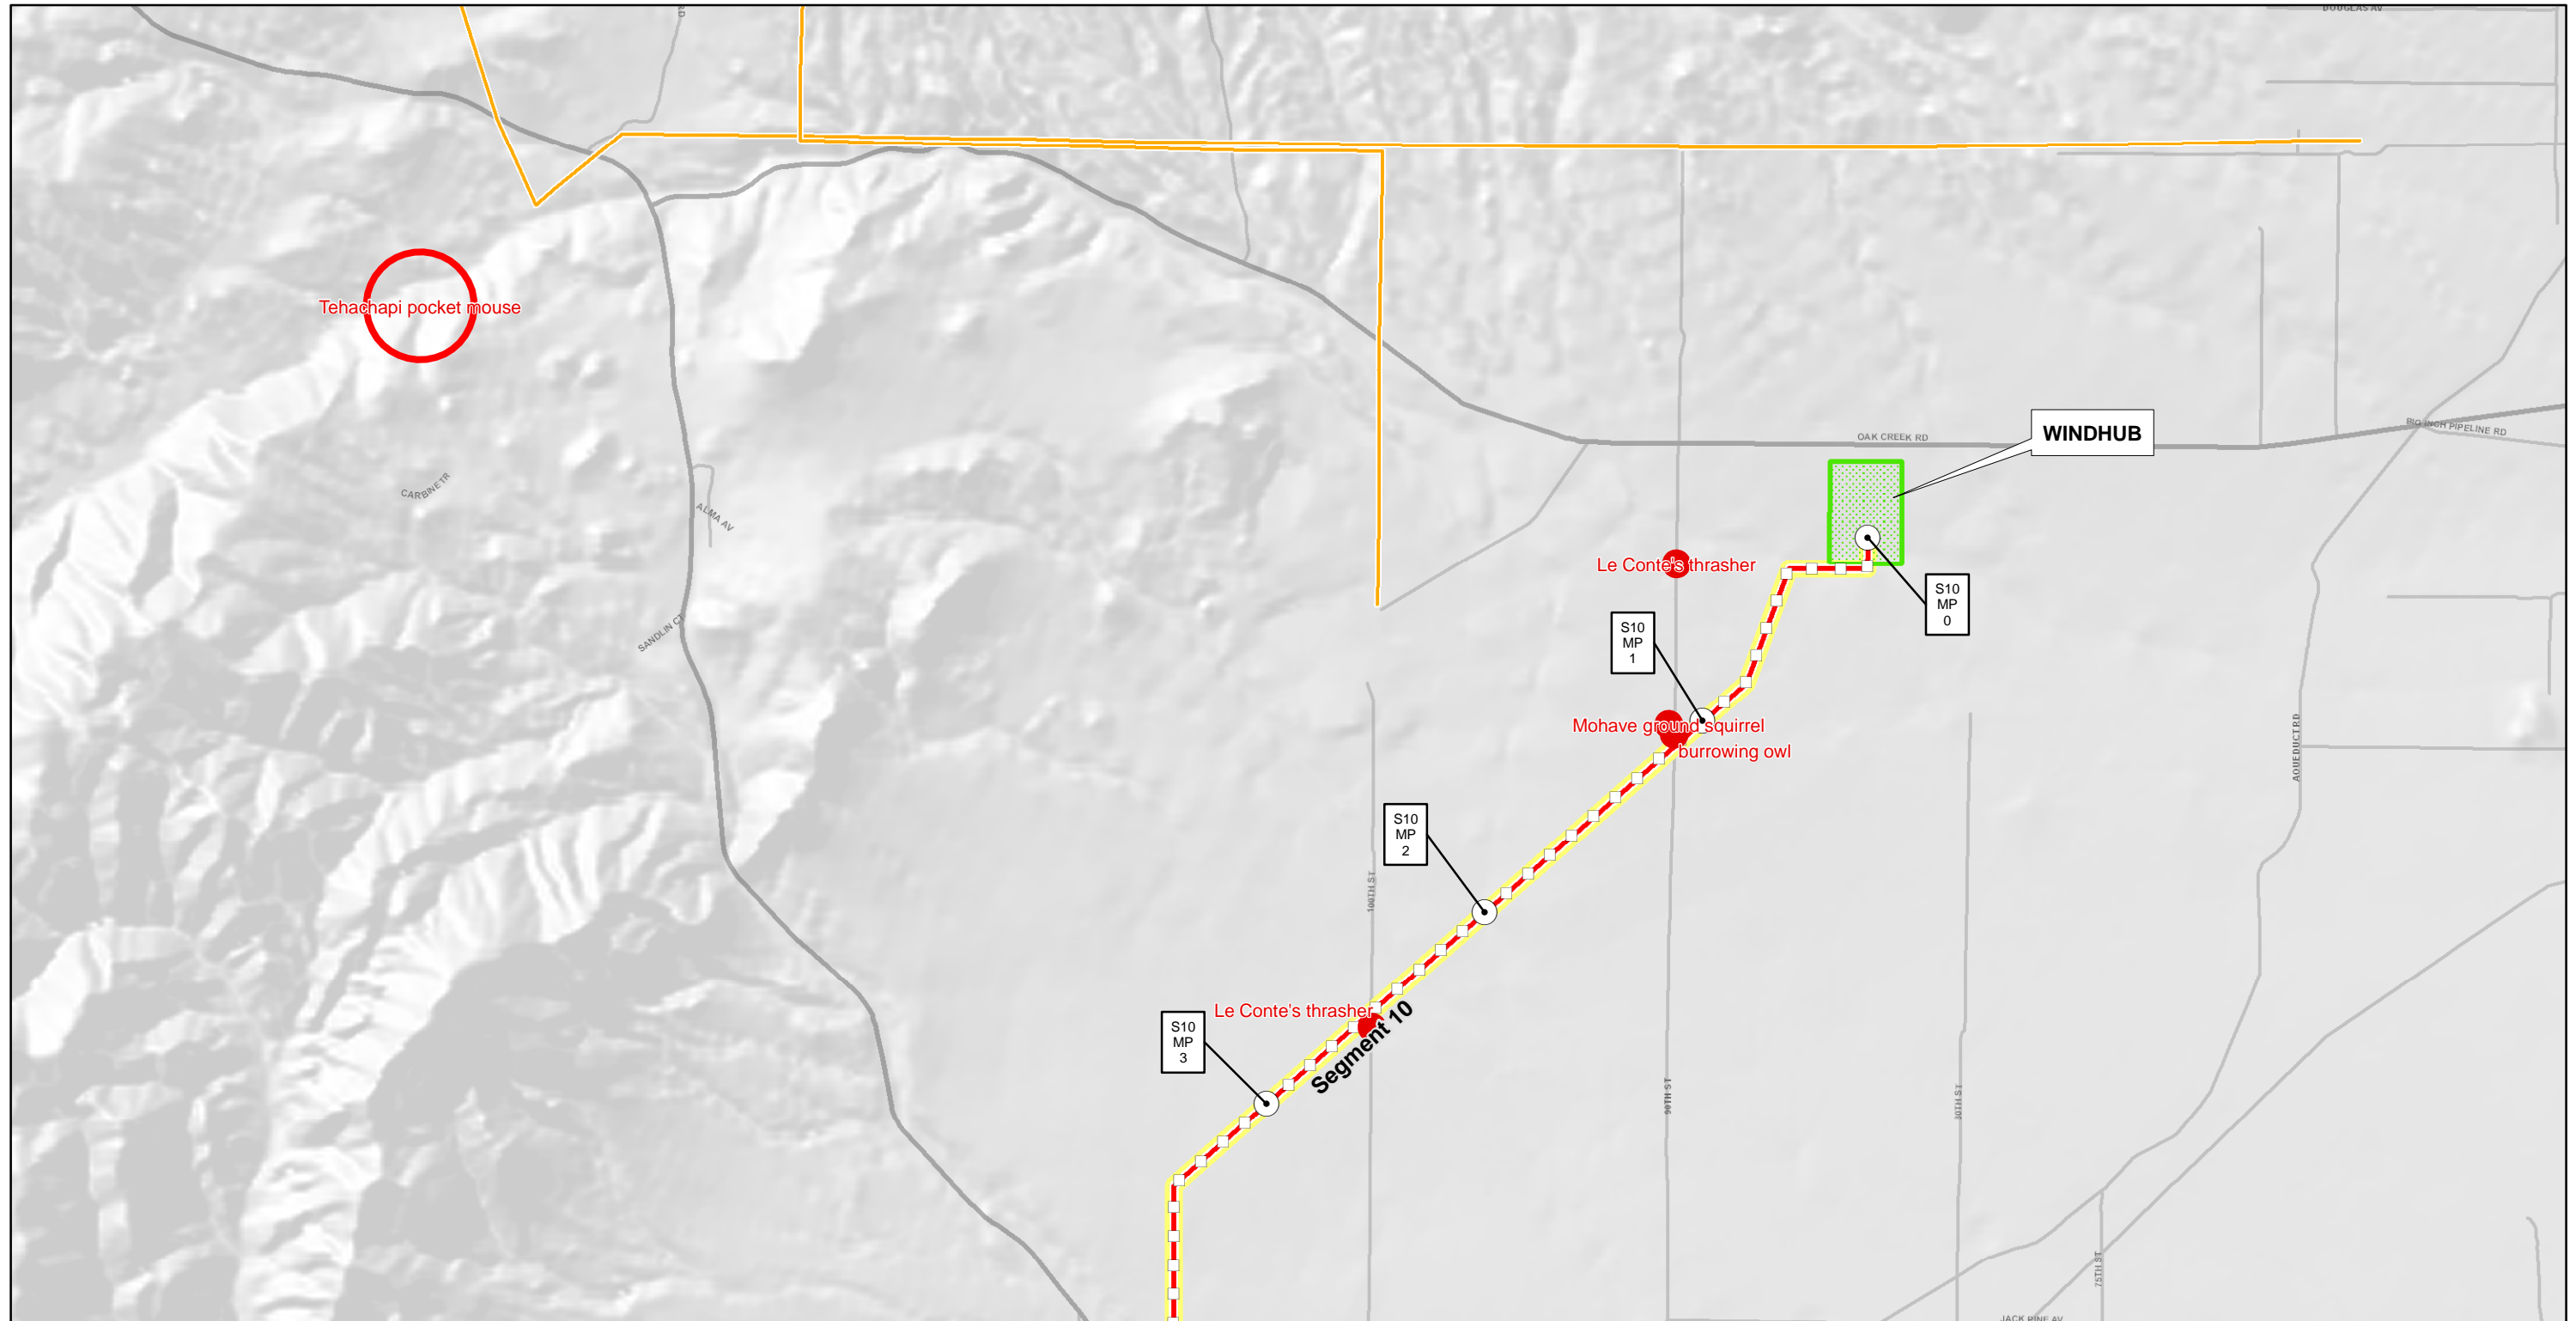 RD
DOUGLAS AV
Tehachapi pocket mouse
OAK CREEK RD
BIG INCH PIPELINE RD
WINDHUB
CARBINE TR
ALMA AV
SANDLIN CT
Le Conte's thrasher
S10
MP
0
S10
MP
1
Mohave ground squirrel
burrowing owl
AQUEDUCT RD
S10
MP
2
100TH ST
Le Conte's thrasher
Segment 10
S10
MP
3
90TH ST
80TH ST
75TH ST
JACK PINE AV